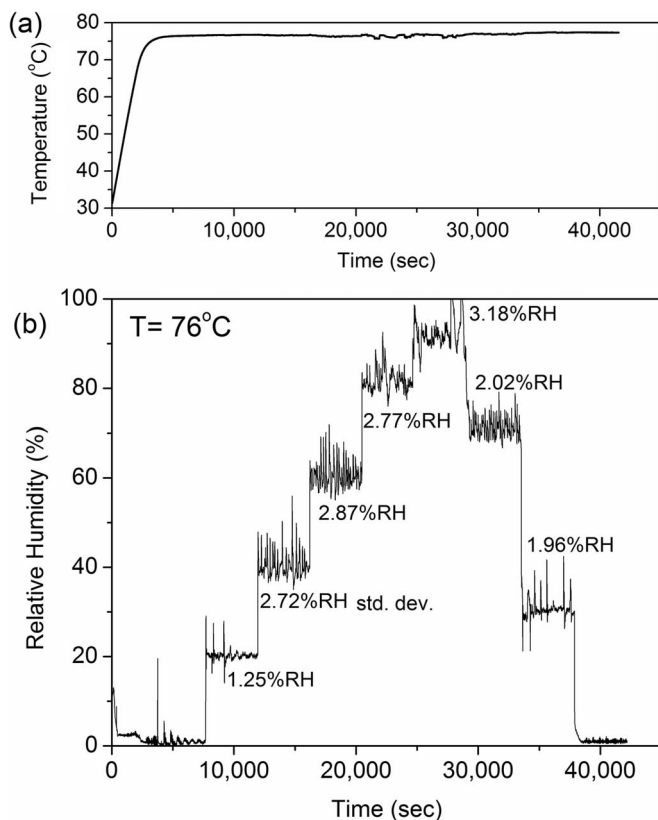 (a)
80
70
60
50
40
30
Temperature (°C)
0 10,000 20,000 30,000 40,000
Time (sec)
(b)
T= 76°C
100
80
60
40
20
0
Relative Humidity (%)
3.18%RH
2.02%RH
2.77%RH
2.87%RH
1.96%RH
2.72%RH std. dev.
1.25%RH
0 10,000 20,000 30,000 40,000
Time (sec)